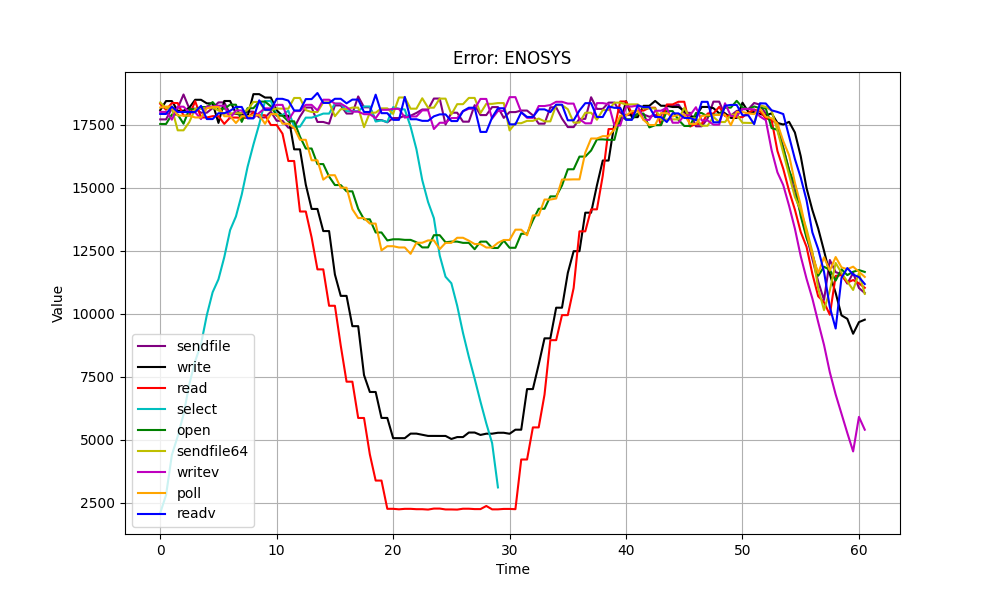 Error: ENOSYS
Value
17500
15000
12500
10000
7500
5000
2500
sendfile
write
read
select
open
sendfile64
writev
poll
readv
0
10
20
30
40
50
60
Time